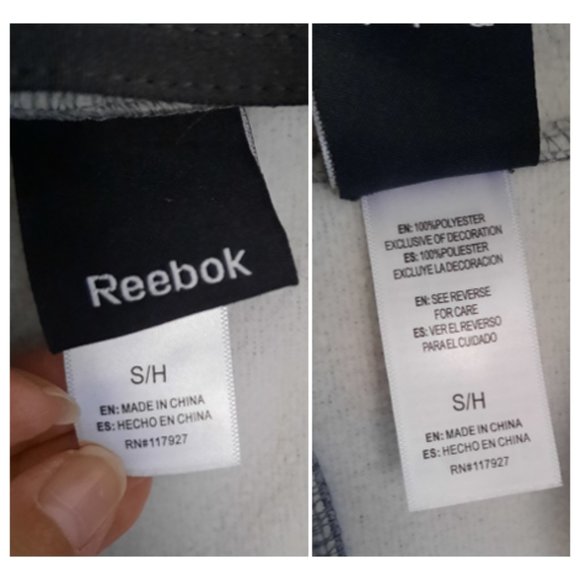 Reebok
S/H
EN: MADE IN CHINA
ES: HECHO EN CHINA
RN#117927
EN: 100%POLYESTER
EXCLUSIVE OF DECORATION
ES: 100%POLIESTER
EXCLUYE LA DECORACION
EN: SEE REVERSE
FOR CARE
ES: VER EL REVERSO
PARA EL CUIDADO
S/H
EN: MADE IN CHINA
ES: HECHO EN CHINA
RN#117927